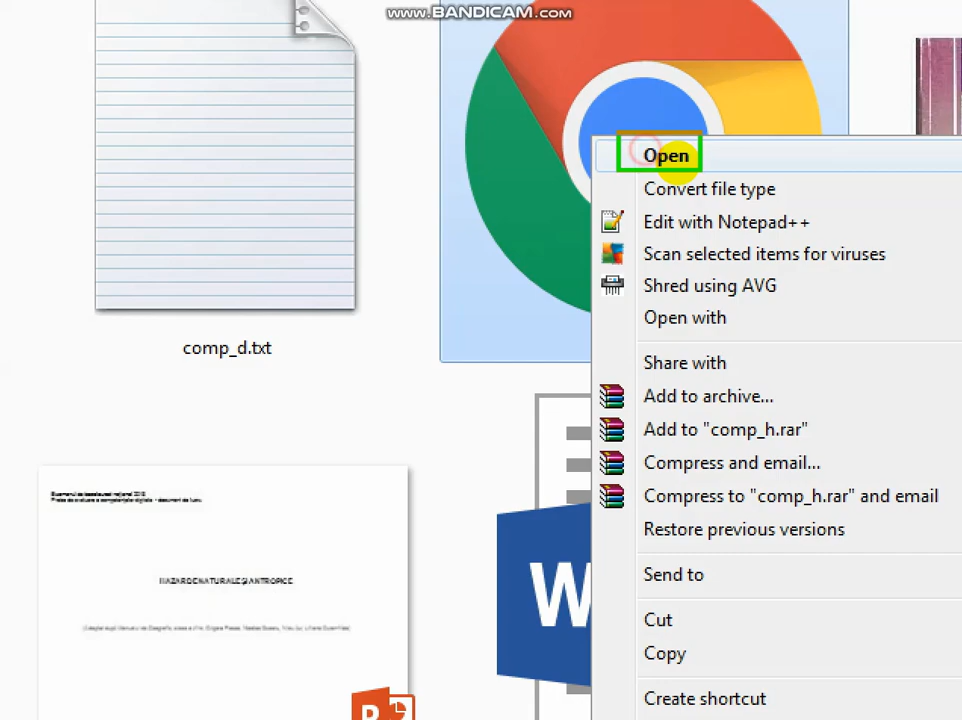 www.BANDICAM.com
Open
Convert file type
Edit with Notepad++
Scan selected items for viruses
Shred using AVG
Open with
comp_d.txt
Share with
Add to archive...
Add to "comp_h.rar"
Compress and email...
Compress to "comp_h.rar" and email
Restore previous versions
Send to
Cut
Copy
Create shortcut
HAZARDE NATURALE ȘI ANTROPICE
W
P